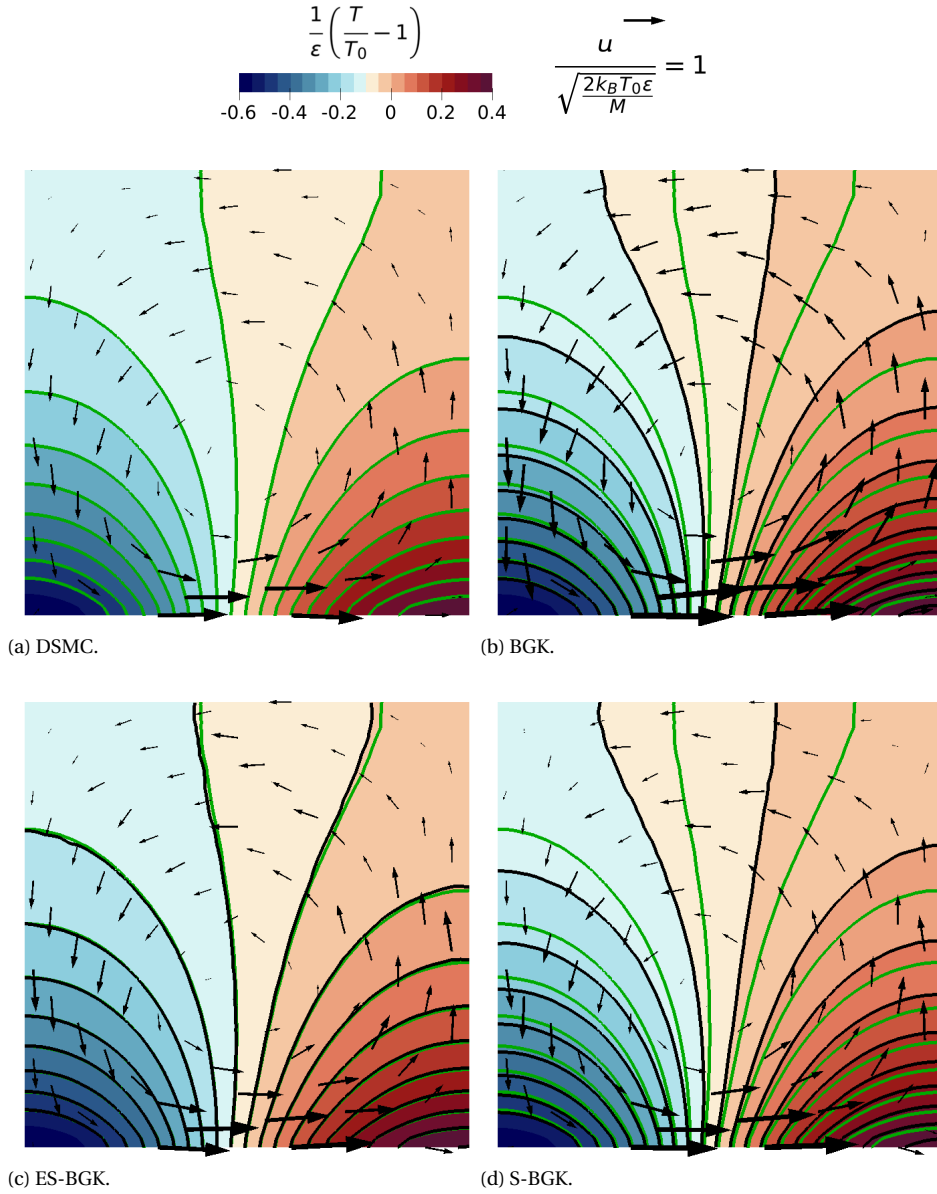 1/ε (T/T₀ − 1)
-0.6 -0.4 -0.2 0 0.2 0.4
u/√(2k_BT₀ε/M) = 1
(a) DSMC.
(b) BGK.
(c) ES-BGK.
(d) S-BGK.